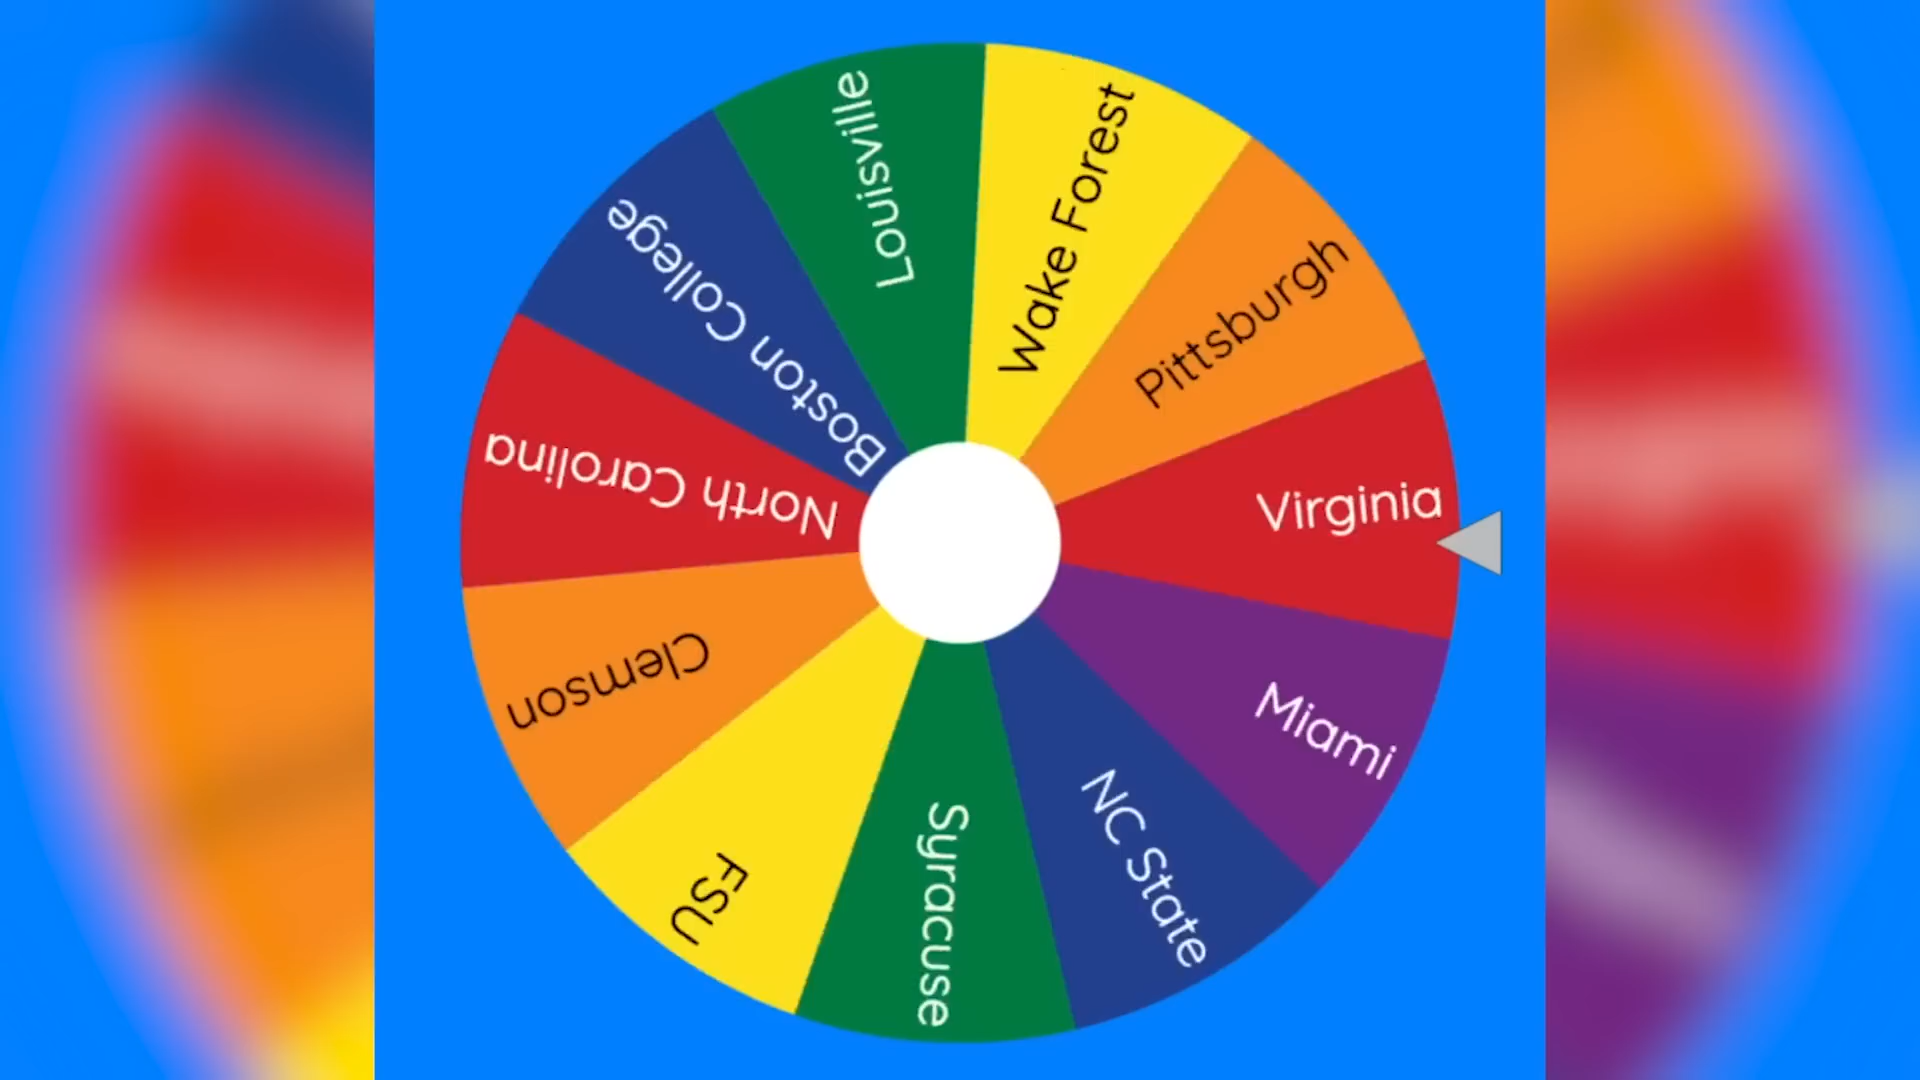 Louisville
Wake Forest
Pittsburgh
Virginia
Miami
NC State
Syracuse
FSU
Clemson
North Carolina
Boston College